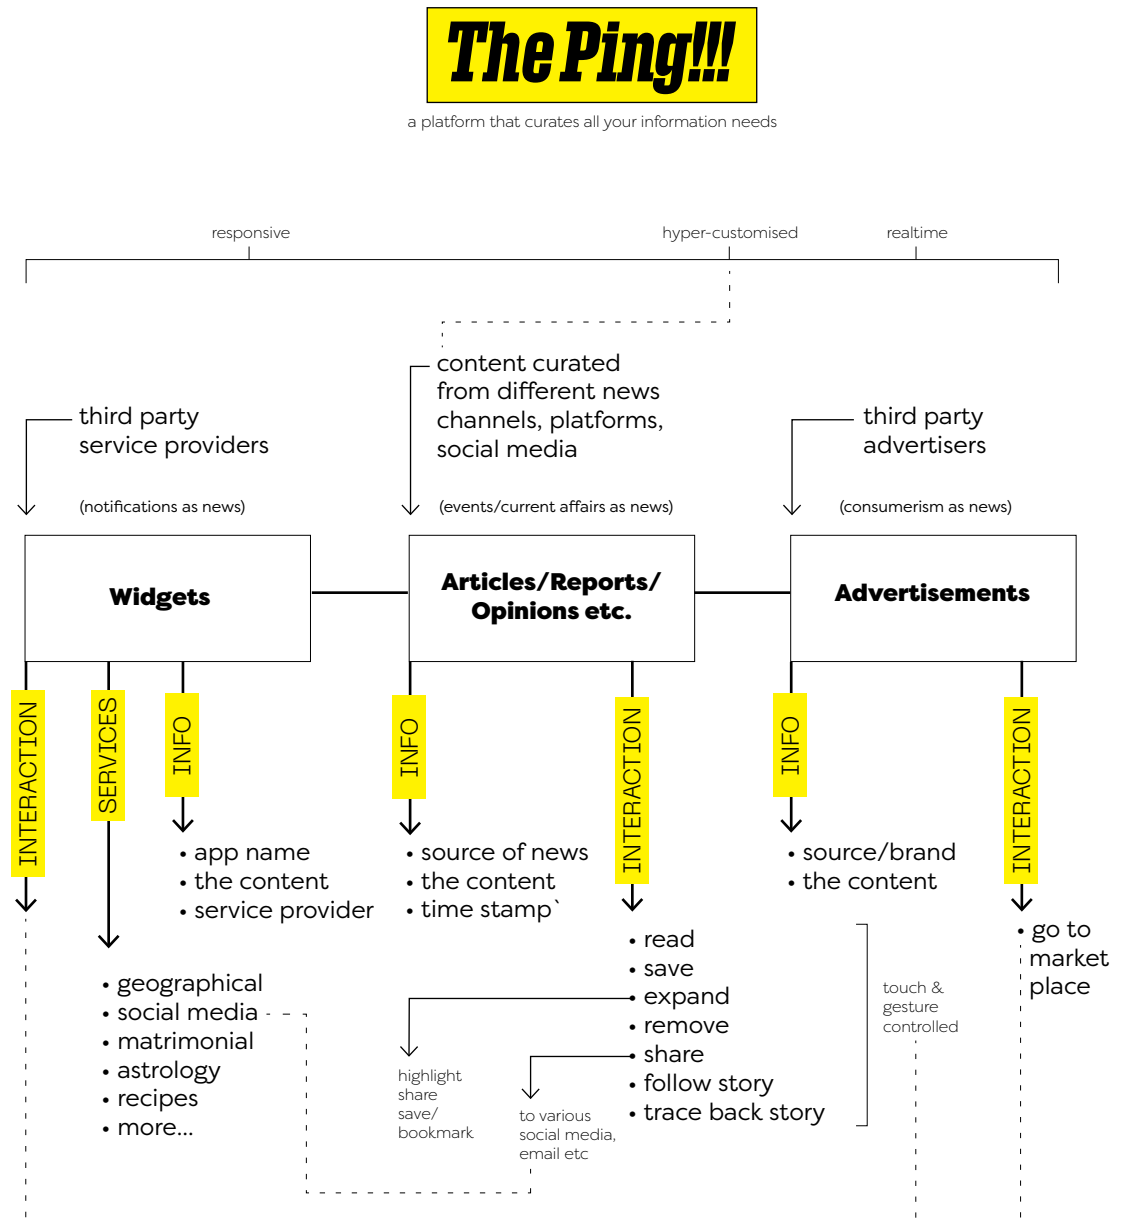 The Ping!!!
a platform that curates all your information needs
responsive
hyper-customised
realtime
third party
service providers
(notifications as news)
content curated
from different news
channels, platforms,
social media
(events/current affairs as news)
third party
advertisers
(consumerism as news)
Widgets
Articles/Reports/
Opinions etc.
Advertisements
INTERACTION
SERVICES
INFO
INFO
INTERACTION
INFO
INTERACTION
• app name
• the content
• service provider
• source of news
• the content
• time stamp`
• source/brand
• the content
• geographical
• social media
• matrimonial
• astrology
• recipes
• more...
• read
• save
• expand
• remove
• share
• follow story
• trace back story
highlight
share
save/
bookmark
to various
social media,
email etc
touch &
gesture
controlled
• go to
market
place